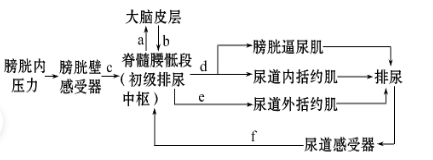 大脑皮层
a b
膀胱内压力
膀胱壁感受器
c
脊髓腰骶段(初级排尿中枢)
d
e
膀胱逼尿肌
尿道内括约肌
尿道外括约肌
排尿
f
尿道感受器